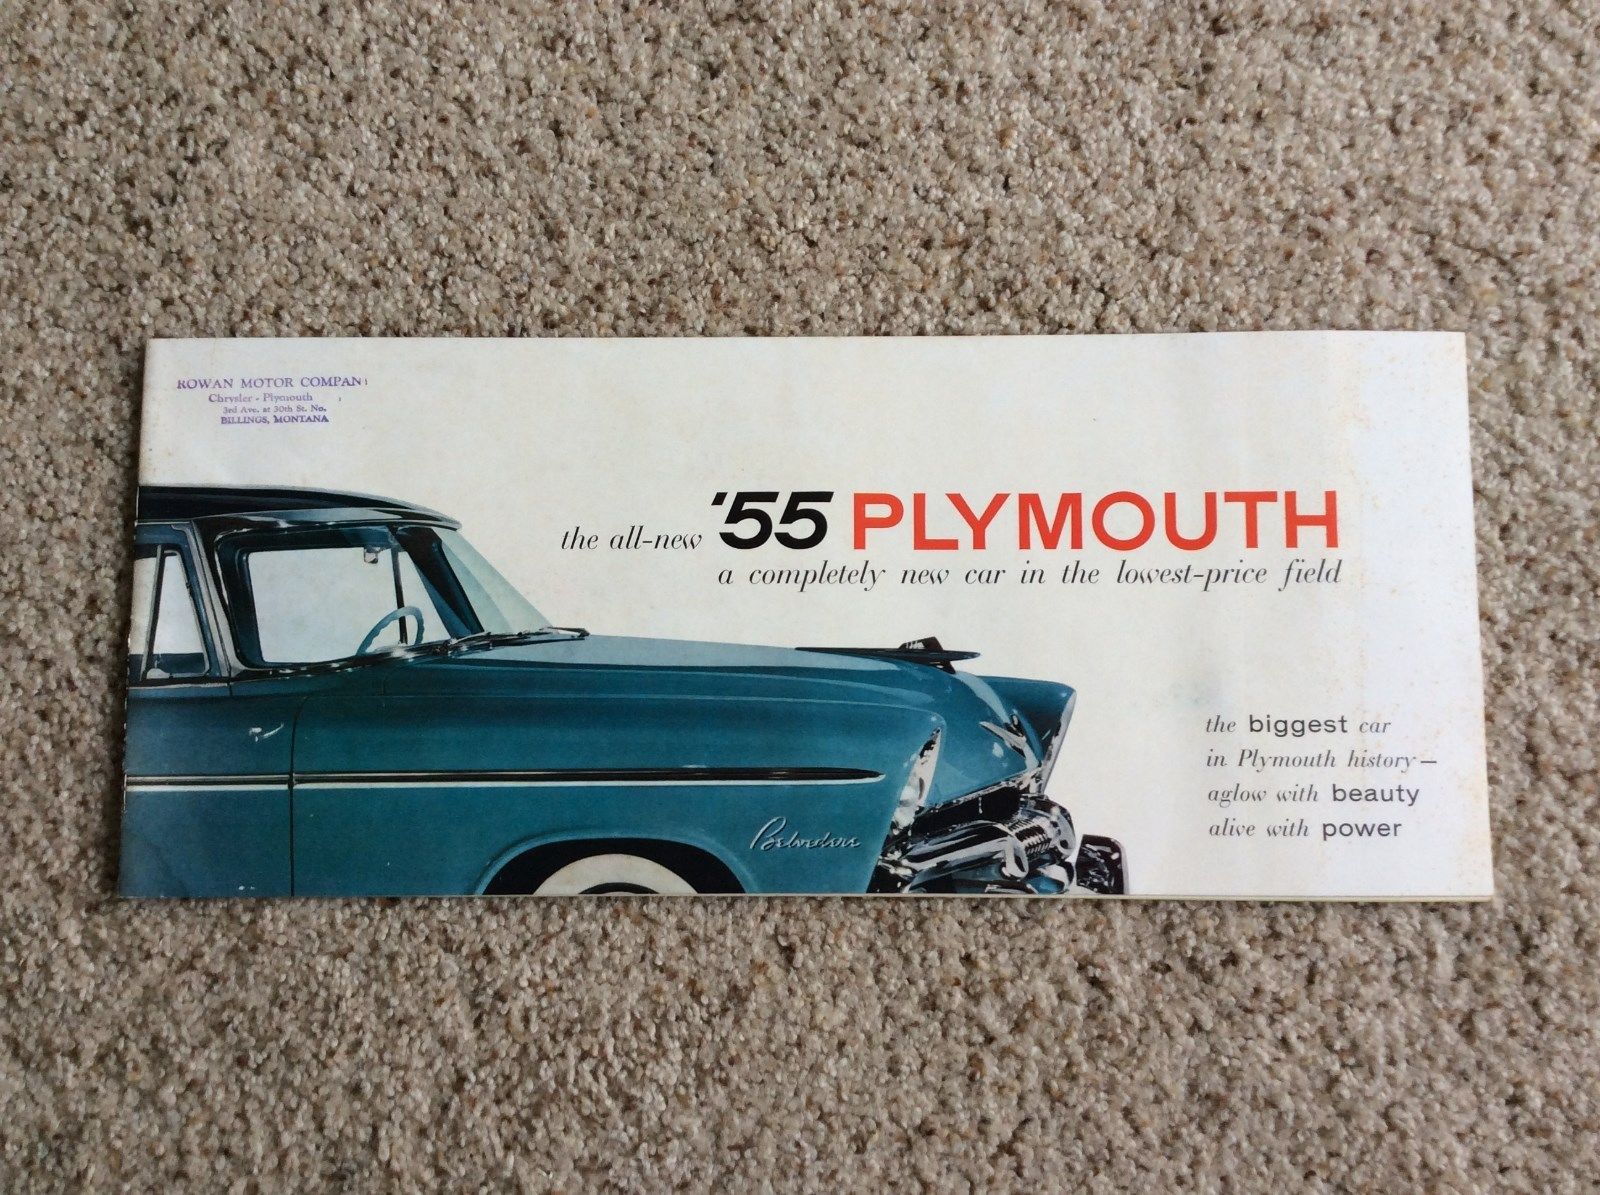 ROWAN MOTOR COMPAN
Chrysler - Plymouth
3rd Ave. at 30th St. No.
BILLINGS, MONTANA
the all-new '55 PLYMOUTH
a completely new car in the lowest-price field
the biggest car
in Plymouth history—
aglow with beauty
alive with power
Belvedere